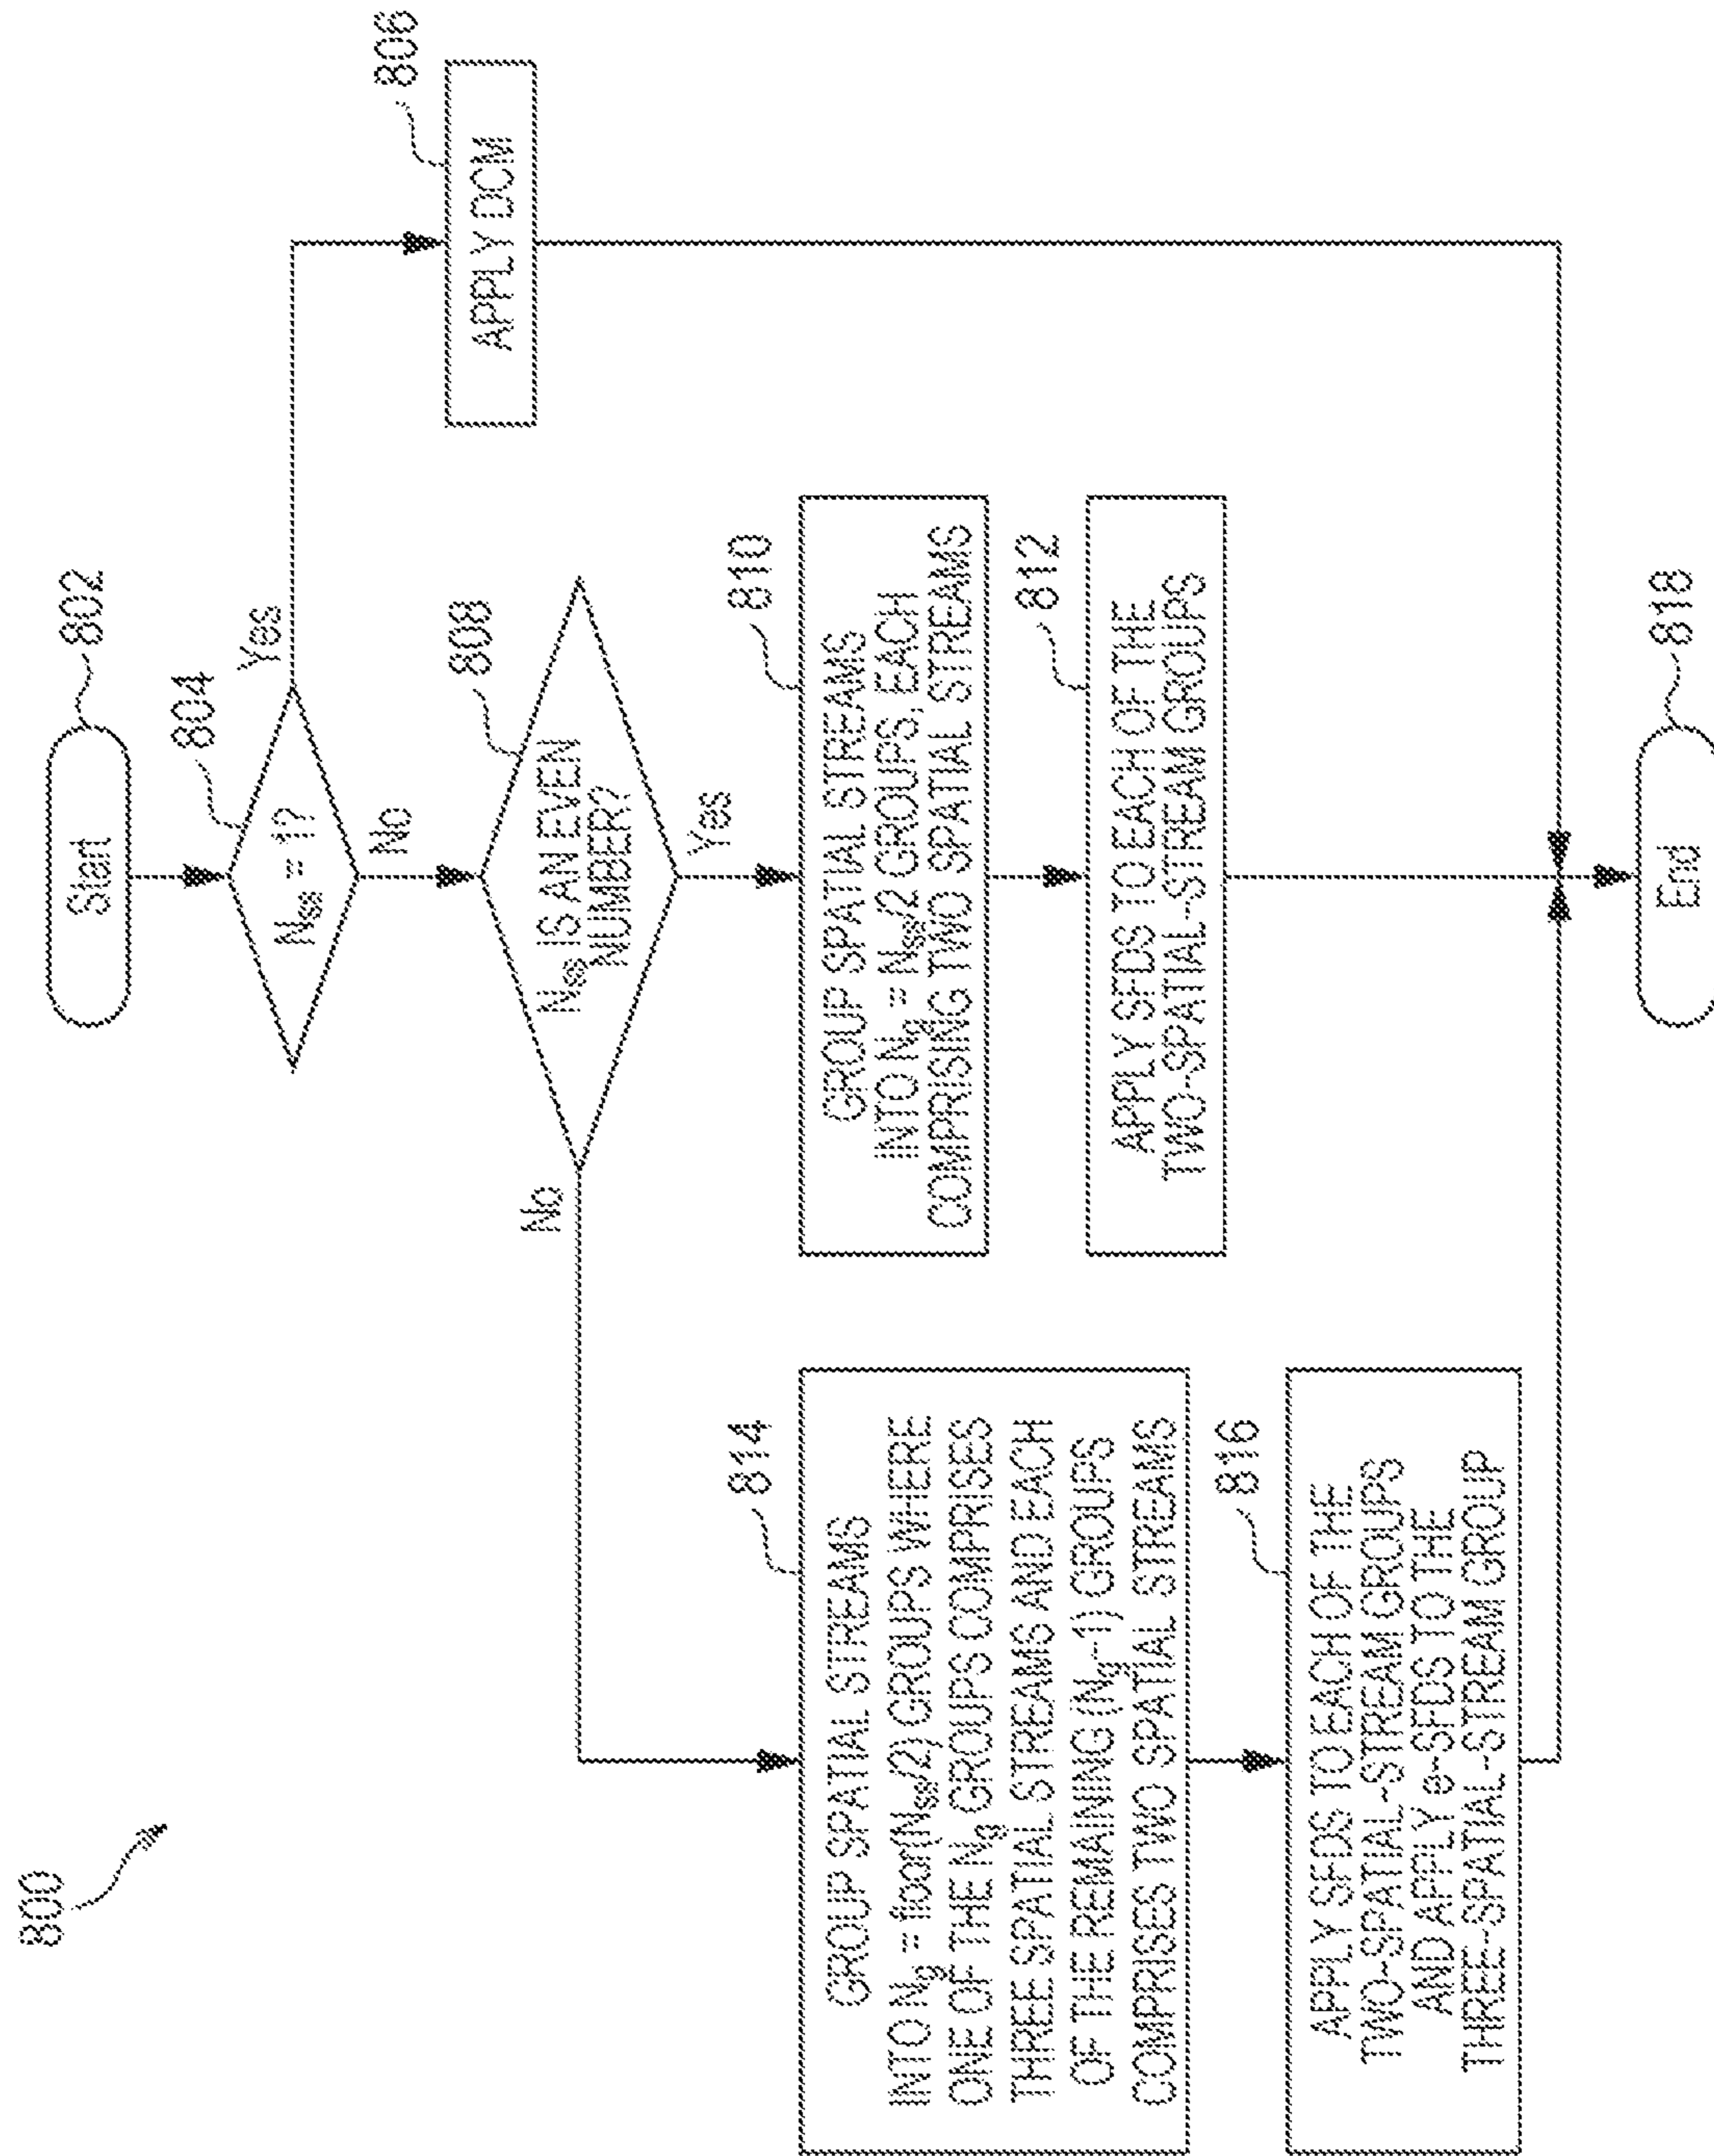 800
Start
802
N_ss = 1?
804
Yes
No
APPLY DCM
806
N_ss IS AN EVEN
NUMBER?
808
No
Yes
GROUP SPATIAL STREAMS
INTO N_g = N_ss/2 GROUPS, EACH
COMPRISING TWO SPATIAL STREAMS
810
APPLY SFDS TO EACH OF THE
TWO-SPATIAL-STREAM GROUPS
812
GROUP SPATIAL STREAMS
INTO N_g = floor(N_ss/2) GROUPS WHERE
ONE OF THE N_g GROUPS COMPRISES
THREE SPATIAL STREAMS AND EACH
OF THE REMAINING (N_g-1) GROUPS
COMPRISES TWO SPATIAL STREAMS
814
APPLY SFDS TO EACH OF THE
TWO-SPATIAL-STREAM GROUPS
AND APPLY e-SFDS TO THE
THREE-SPATIAL-STREAM GROUP
816
End
818